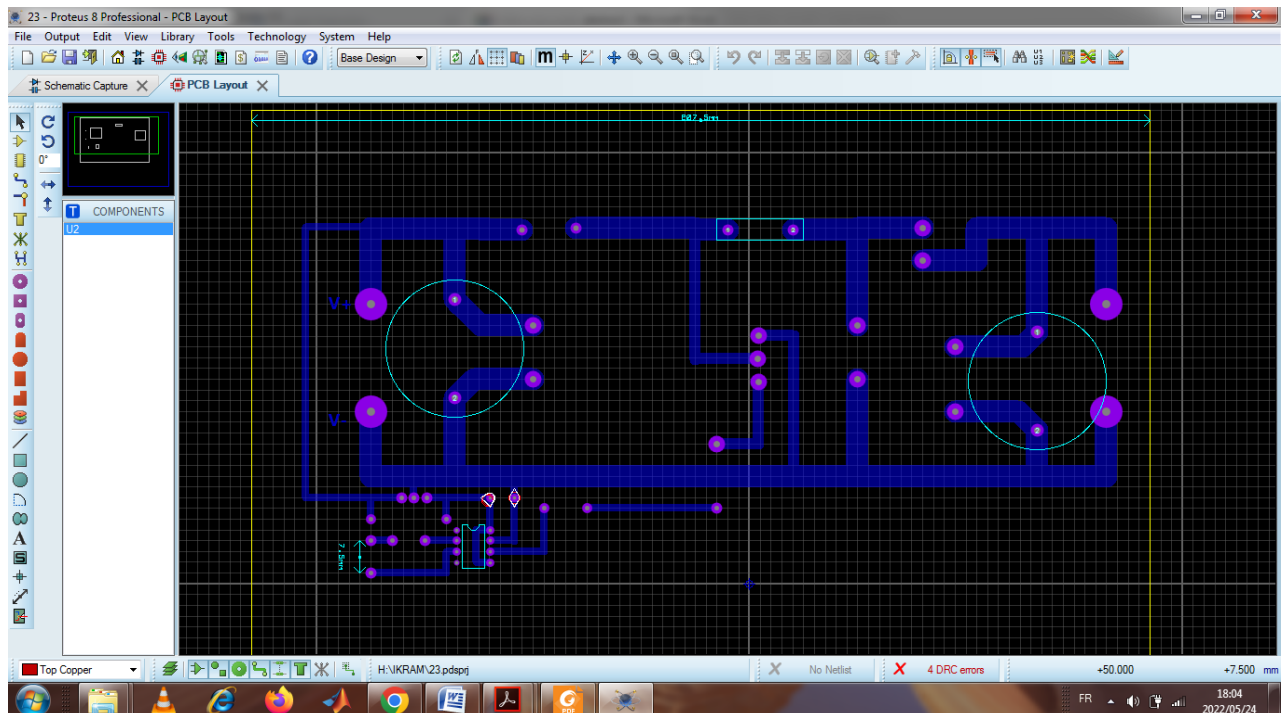 23 - Proteus 8 Professional - PCB Layout
File Output Edit View Library Tools Technology System Help
Base Design
Schematic Capture
PCB Layout
0°
T COMPONENTS
U2
V+
V-
7.5mm
Top Copper
H:\IKRAM\23.pdsprj
No Netlist
4 DRC errors
+50.000
+7.500 mm
FR
18:04
2022/05/24